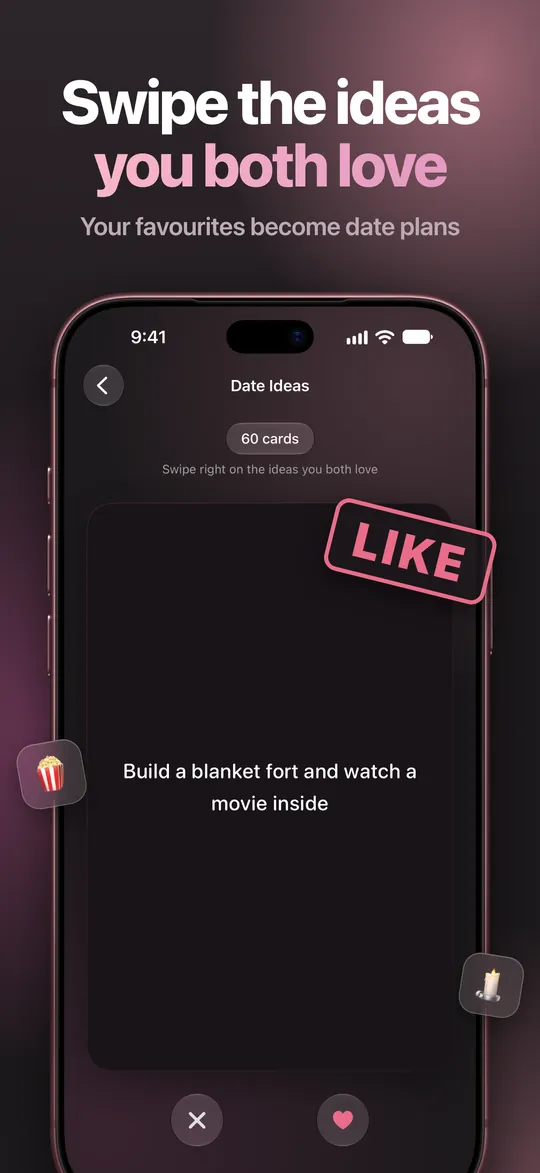 Swipe the ideas
you both love
Your favourites become date plans
9:41
Date Ideas
60 cards
Swipe right on the ideas you both love
LIKE
Build a blanket fort and watch a
movie inside